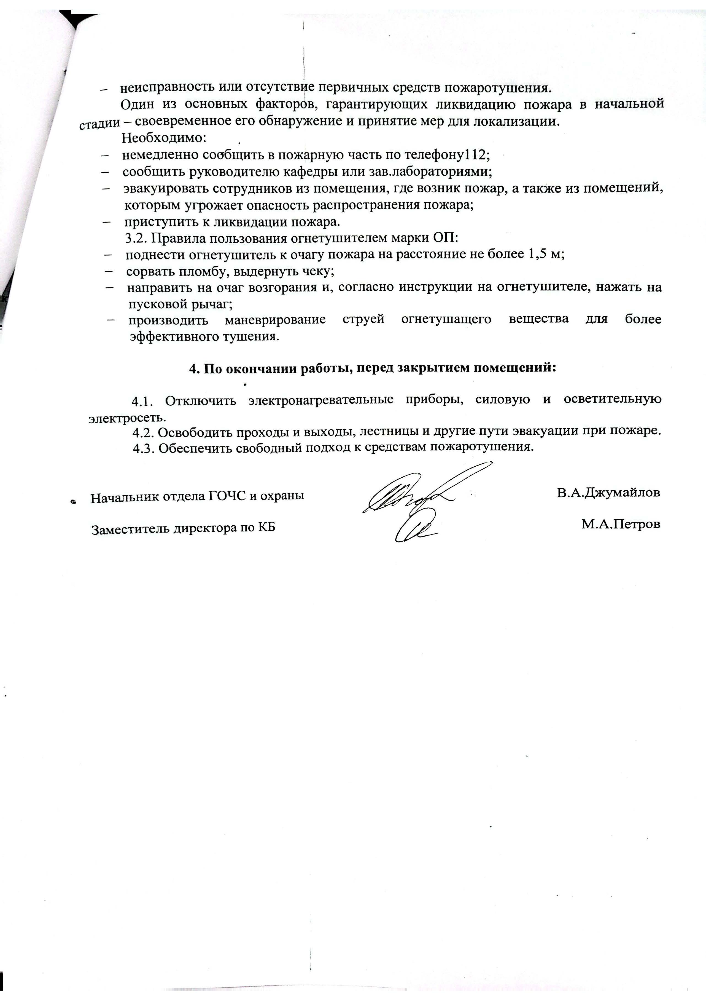 – неисправность или отсутствие первичных средств пожаротушения.
Один из основных факторов, гарантирующих ликвидацию пожара в начальной
стадии – своевременное его обнаружение и принятие мер для локализации.
Необходимо:
– немедленно сообщить в пожарную часть по телефону112;
– сообщить руководителю кафедры или зав.лабораториями;
– эвакуировать сотрудников из помещения, где возник пожар, а также из помещений,
которым угрожает опасность распространения пожара;
– приступить к ликвидации пожара.
3.2. Правила пользования огнетушителем марки ОП:
– поднести огнетушитель к очагу пожара на расстояние не более 1,5 м;
– сорвать пломбу, выдернуть чеку;
– направить на очаг возгорания и, согласно инструкции на огнетушителе, нажать на
пусковой рычаг;
– производить маневрирование струей огнетушащего вещества для более
эффективного тушения.
4. По окончании работы, перед закрытием помещений:
4.1. Отключить электронагревательные приборы, силовую и осветительную
электросеть.
4.2. Освободить проходы и выходы, лестницы и другие пути эвакуации при пожаре.
4.3. Обеспечить свободный подход к средствам пожаротушения.
Начальник отдела ГОЧС и охраны В.А.Джумайлов
Заместитель директора по КБ М.А.Петров